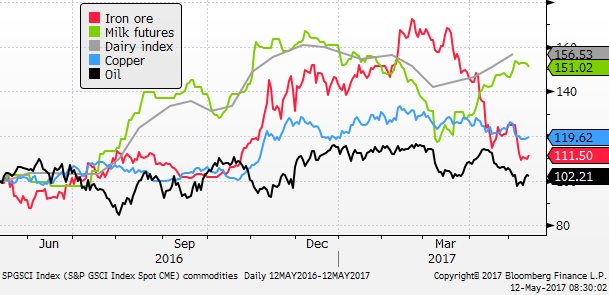 Iron ore
Milk futures
Dairy index
Copper
Oil
156.53
151.02
140
119.62
111.50
102.21
80
Jun Sep Dec Mar
2016 2017
SPGSCI Index (S&P GSCI Index Spot CME) commodities Daily 12MAY2016-12MAY2017 Copyright© 2017 Bloomberg Finance L.P.
12-May-2017 08:30:02